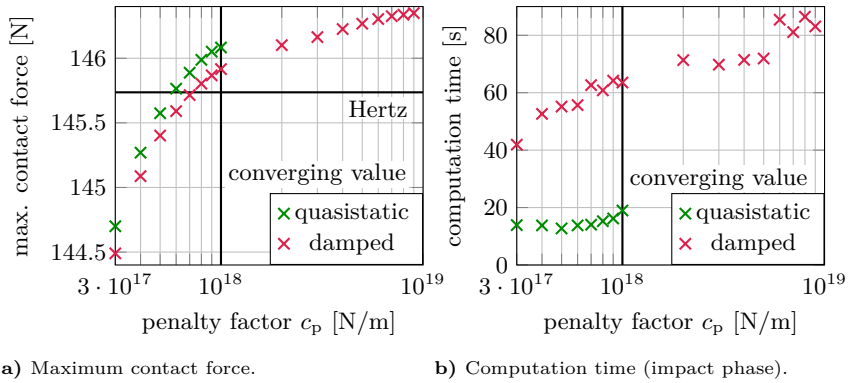 max. contact force [N]
146
145.5
145
144.5
Hertz
converging value
quasistatic
damped
3 · 10^17
10^18
10^19
penalty factor c_p [N/m]
a) Maximum contact force.
computation time [s]
80
60
40
20
0
converging value
quasistatic
damped
3 · 10^17
10^18
10^19
penalty factor c_p [N/m]
b) Computation time (impact phase).